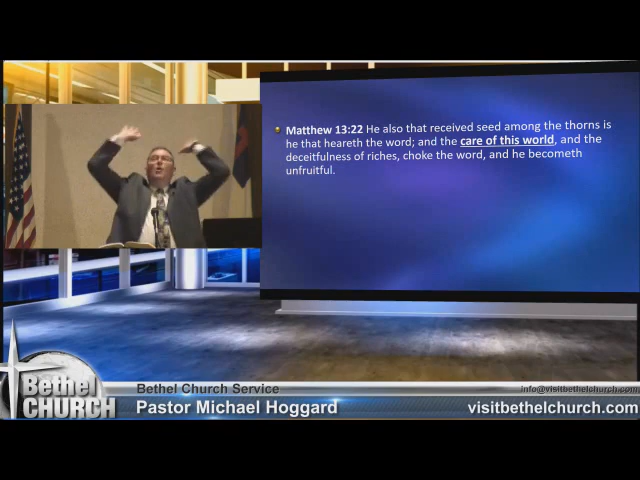 Matthew 13:22 He also that received seed among the thorns is
he that heareth the word; and the care of this world, and the
deceitfulness of riches, choke the word, and he becometh
unfruitful.
Bethel
CHURCH
Bethel Church Service
Pastor Michael Hoggard
info@visitbethelchurch.com
visitbethelchurch.com